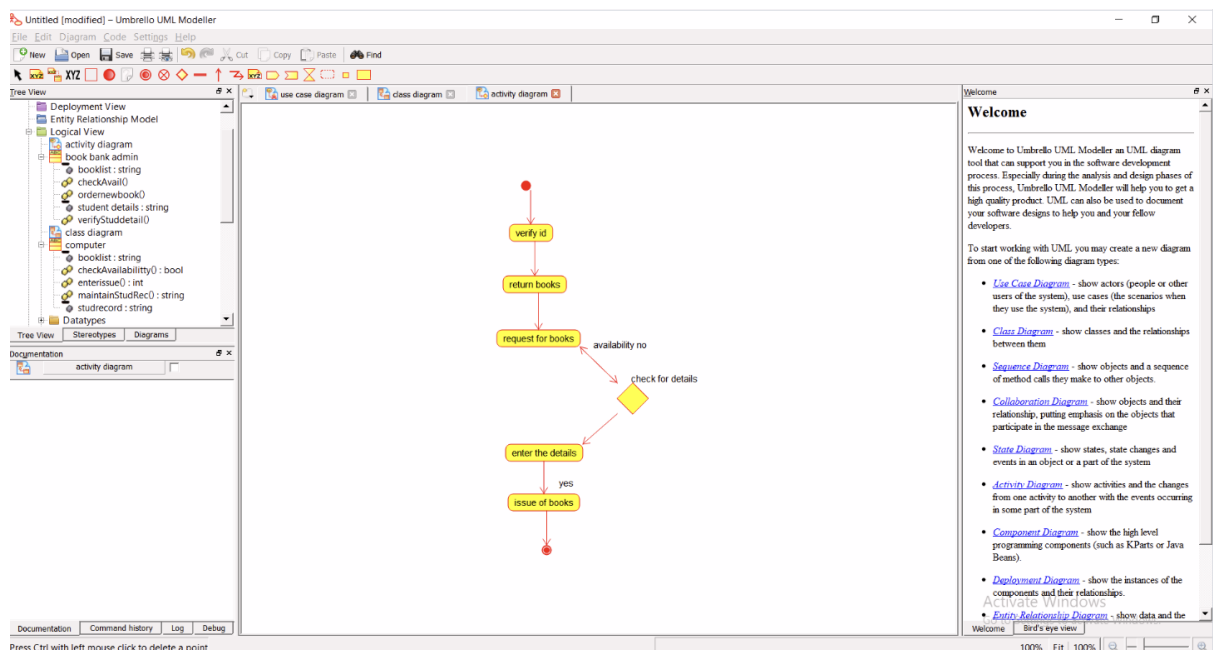 Untitled [modified] – Umbrello UML Modeller
File Edit Diagram Code Settings Help
New Open Save Cut Copy Paste Find
XYZ XYZ XYZ
Tree View
use case diagram class diagram activity diagram
Welcome
Deployment View
Entity Relationship Model
Logical View
activity diagram
book bank admin
booklist : string
checkAvail()
ordernewbook()
student details : string
verifyStuddetail()
class diagram
computer
booklist : string
checkAvailabilitty() : bool
enterissue() : int
maintainStudRec() : string
studrecord : string
Datatypes
Tree View Stereotypes Diagrams
Documentation
activity diagram
Documentation Command history Log Debug
verify id
return books
request for books
availability no
check for details
enter the details
yes
issue of books
Welcome
Welcome to Umbrello UML Modeller an UML diagram
tool that can support you in the software development
process. Especially during the analysis and design phases of
this process, Umbrello UML Modeller will help you to get a
high quality product. UML can also be used to document
your software designs to help you and your fellow
developers.
To start working with UML you may create a new diagram
from one of the following diagram types:
• Use Case Diagram - show actors (people or other
users of the system), use cases (the scenarios when
they use the system), and their relationships
• Class Diagram - show classes and the relationships
between them
• Sequence Diagram - show objects and a sequence
of method calls they make to other objects.
• Collaboration Diagram - show objects and their
relationship, putting emphasis on the objects that
participate in the message exchange
• State Diagram - show states, state changes and
events in an object or a part of the system
• Activity Diagram - show activities and the changes
from one activity to another with the events occurring
in some part of the system
• Component Diagram - show the high level
programming components (such as KParts or Java
Beans).
• Deployment Diagram - show the instances of the
components and their relationships.
Activate Windows
• Entity Relationship Diagram - show data and the
Welcome Bird's eye view
Press Ctrl with left mouse click to delete a point
100% Fit 100%